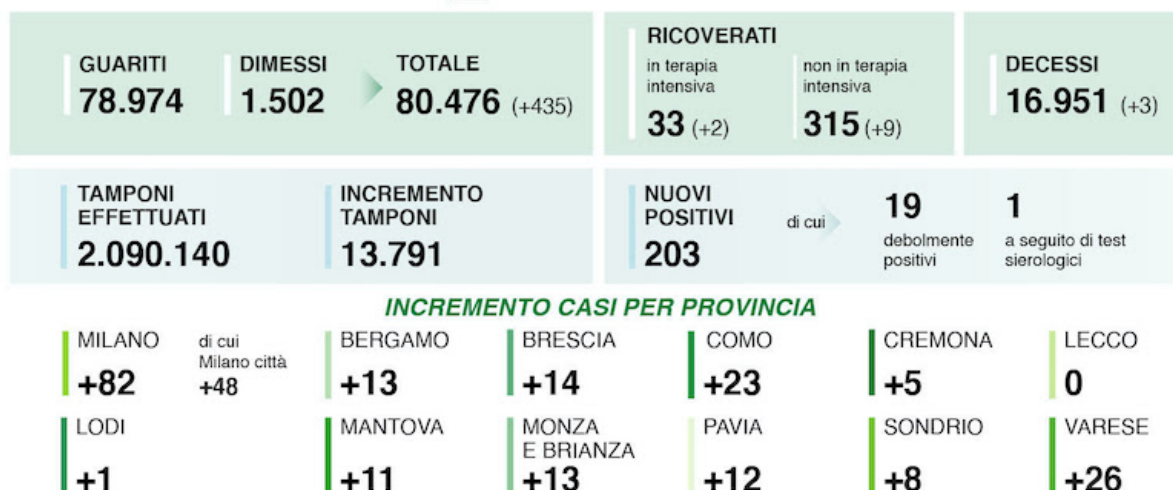 GUARITI
78.974
DIMESSI
1.502
TOTALE
80.476 (+435)
RICOVERATI
in terapia
intensiva
33 (+2)
non in terapia
intensiva
315 (+9)
DECESSI
16.951 (+3)
TAMPONI
EFFETTUATI
2.090.140
INCREMENTO
TAMPONI
13.791
NUOVI
POSITIVI
203
di cui
19
debolmente
positivi
1
a seguito di test
sierologici
INCREMENTO CASI PER PROVINCIA
MILANO
+82
di cui
Milano città
+48
BERGAMO
+13
BRESCIA
+14
COMO
+23
CREMONA
+5
LECCO
0
LODI
+1
MANTOVA
+11
MONZA
E BRIANZA
+13
PAVIA
+12
SONDRIO
+8
VARESE
+26